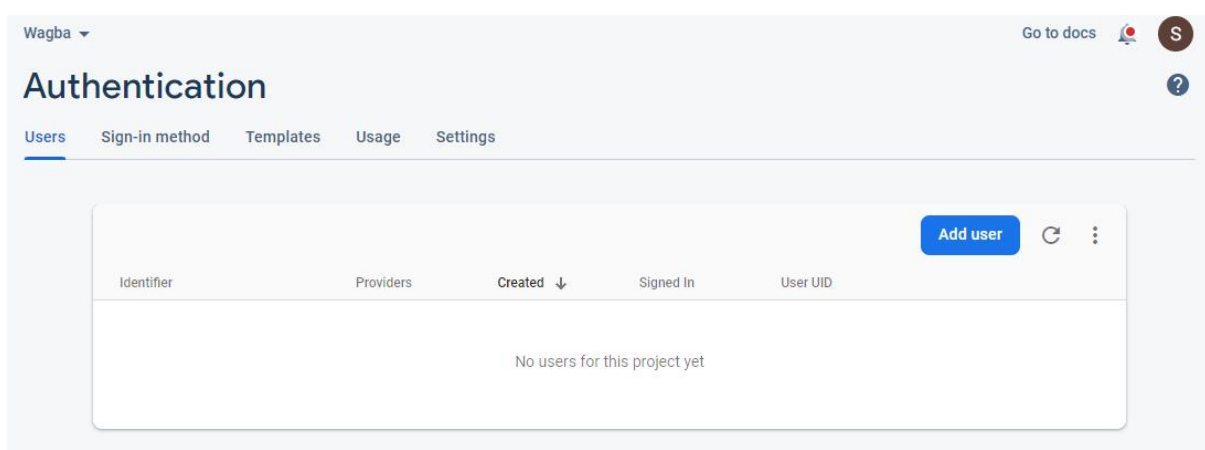 Wagba Go to docs S
Authentication ?
Users Sign-in method Templates Usage Settings
Add user
Identifier Providers Created Signed In User UID
No users for this project yet